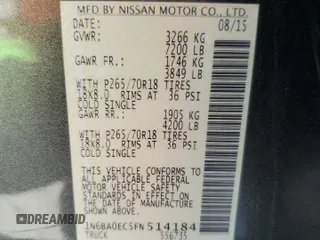 MFD BY NISSAN MOTOR CO., LTD.
DATE: 08/15
GVWR: 3266 KG
7200 LB
GAWR FR.: 1746 KG
3849 LB
WITH P265/70R18 TIRES
18x8.0 RIMS AT 36 PSI
COLD SINGLE
GAWR RR.: 1905 KG
4200 LB
WITH P265/70R18 TIRES
18x8.0 RIMS AT 36 PSI
COLD SINGLE
THIS VEHICLE CONFORMS TO
ALL APPLICABLE
SAFETY STANDARDS IN
EFFECT ON THE DATE OF
MANUFACTURE SHOWN ABOVE
1N6BA0EC5FN514184
TRUCK 556735
DREAMBID